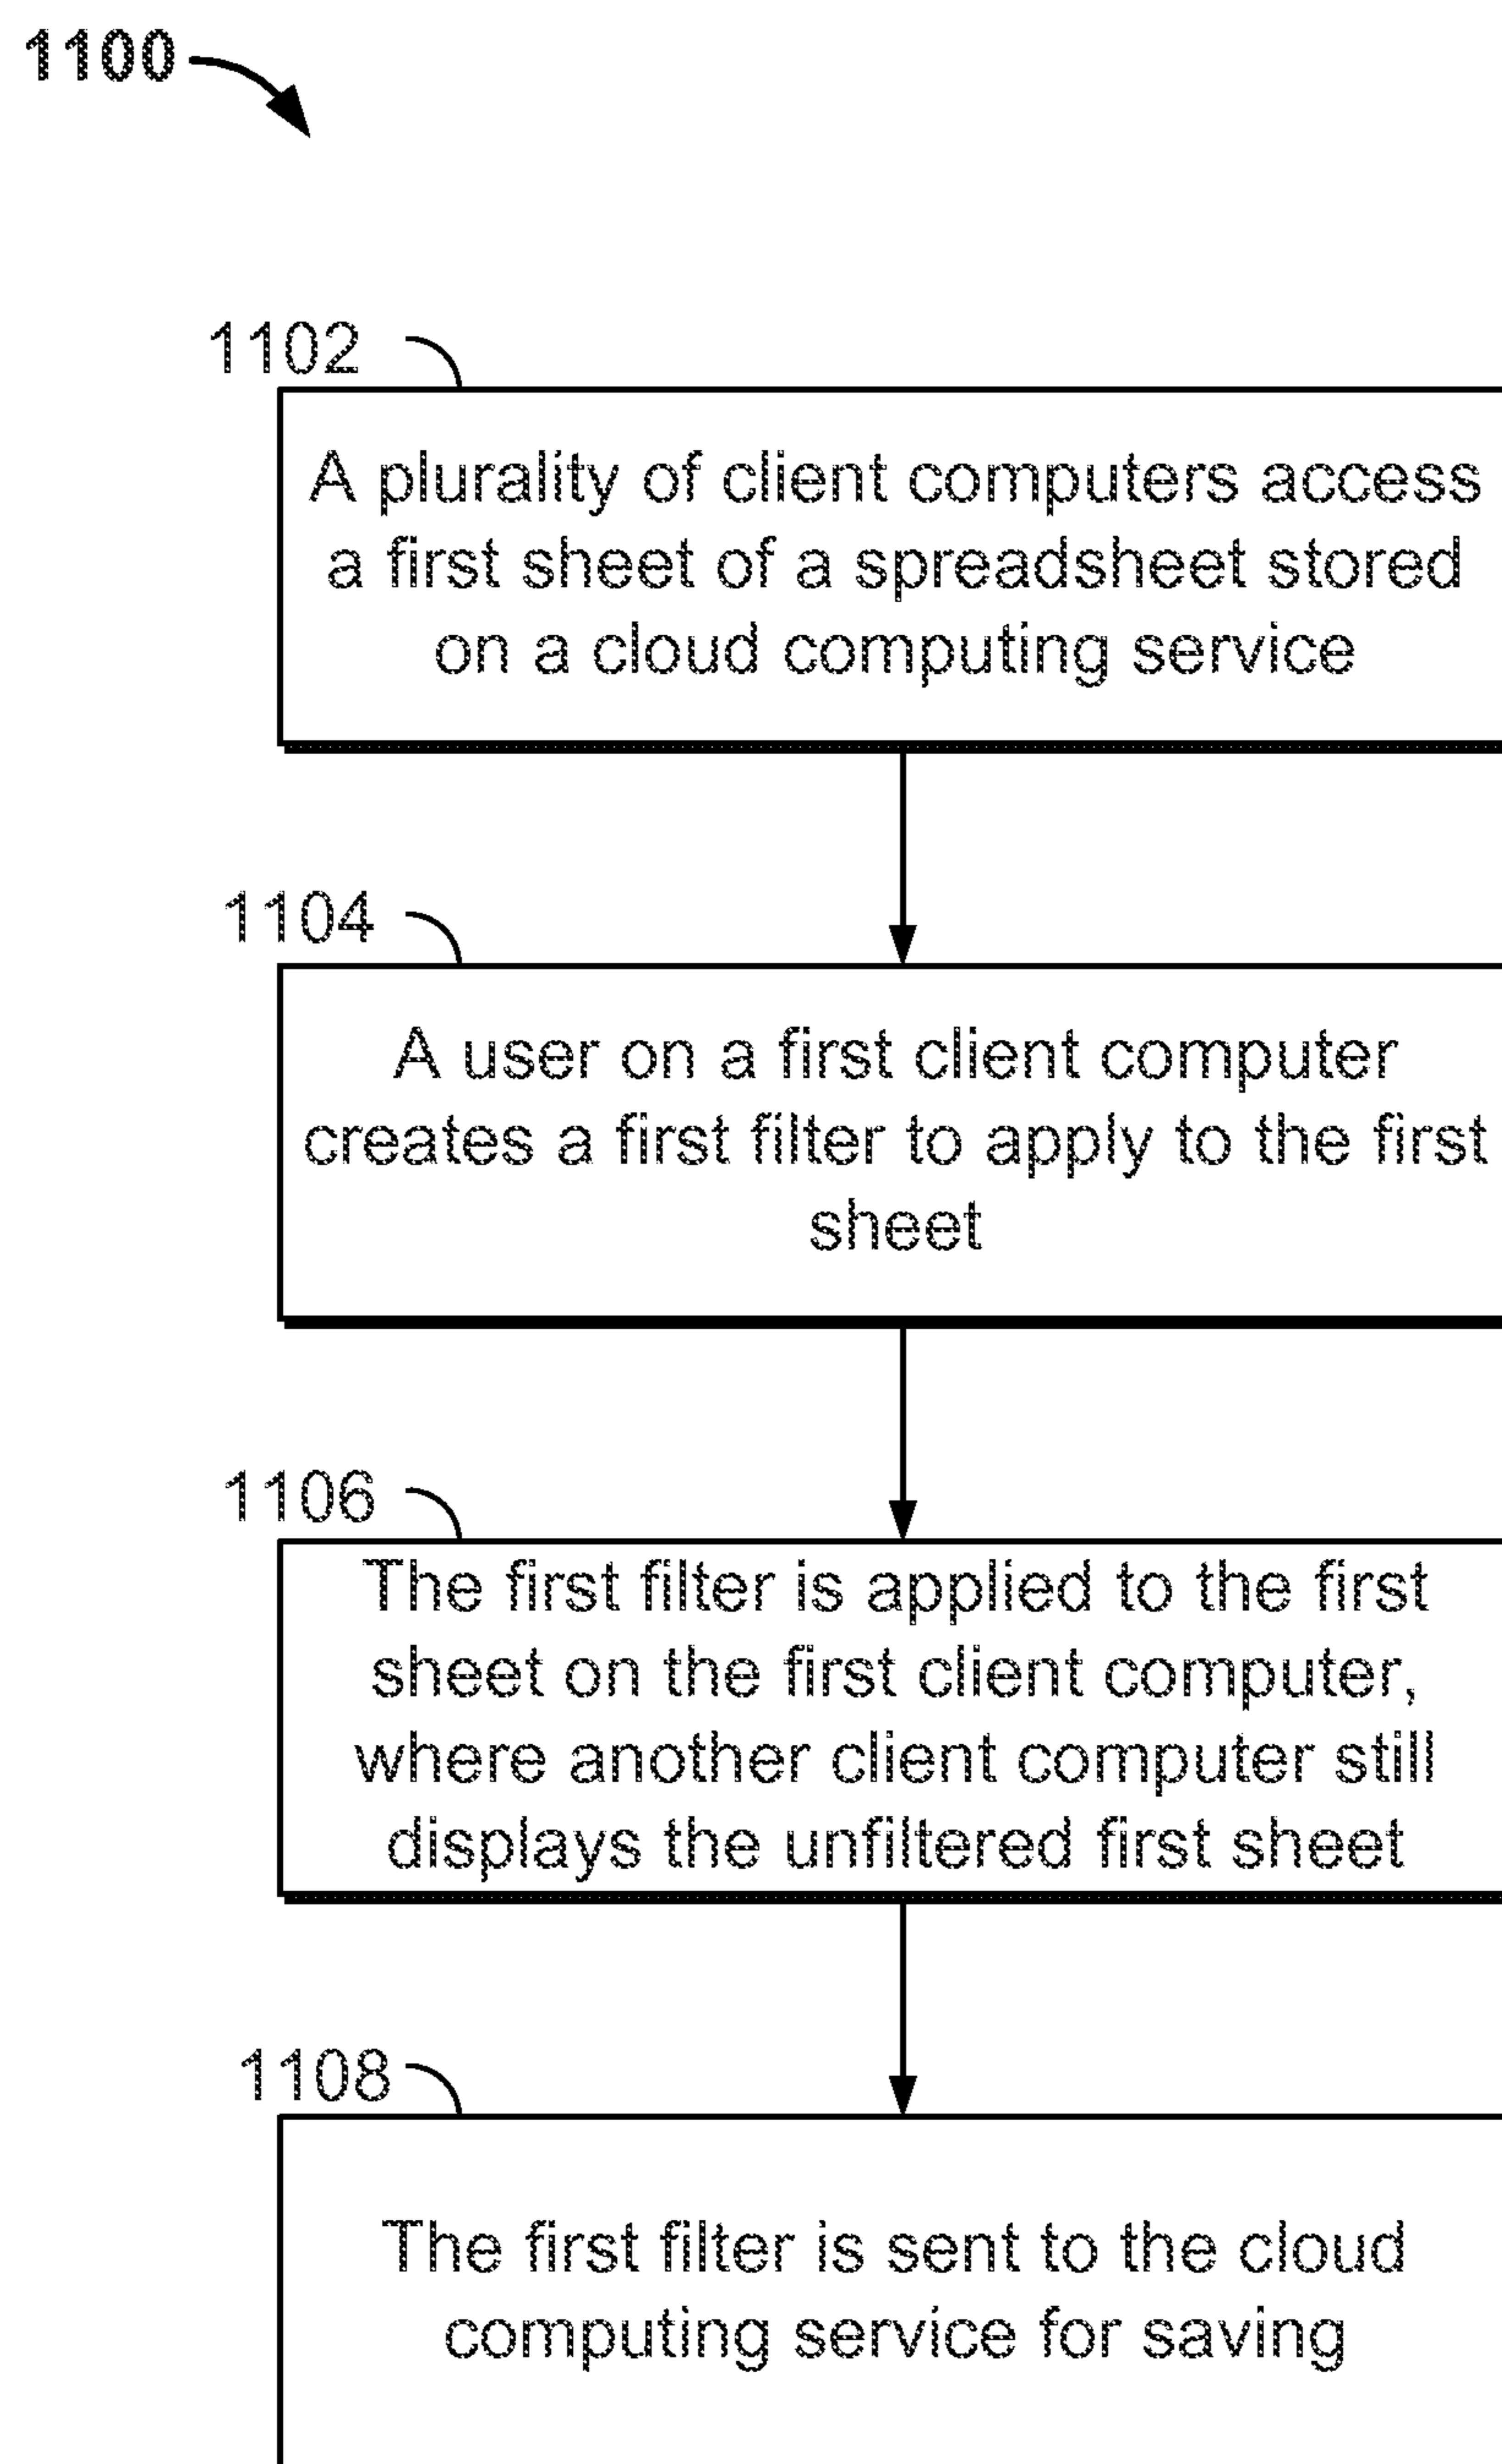 1100
1102
A plurality of client computers access
a first sheet of a spreadsheet stored
on a cloud computing service
1104
A user on a first client computer
creates a first filter to apply to the first
sheet
1106
The first filter is applied to the first
sheet on the first client computer,
where another client computer still
displays the unfiltered first sheet
1108
The first filter is sent to the cloud
computing service for saving